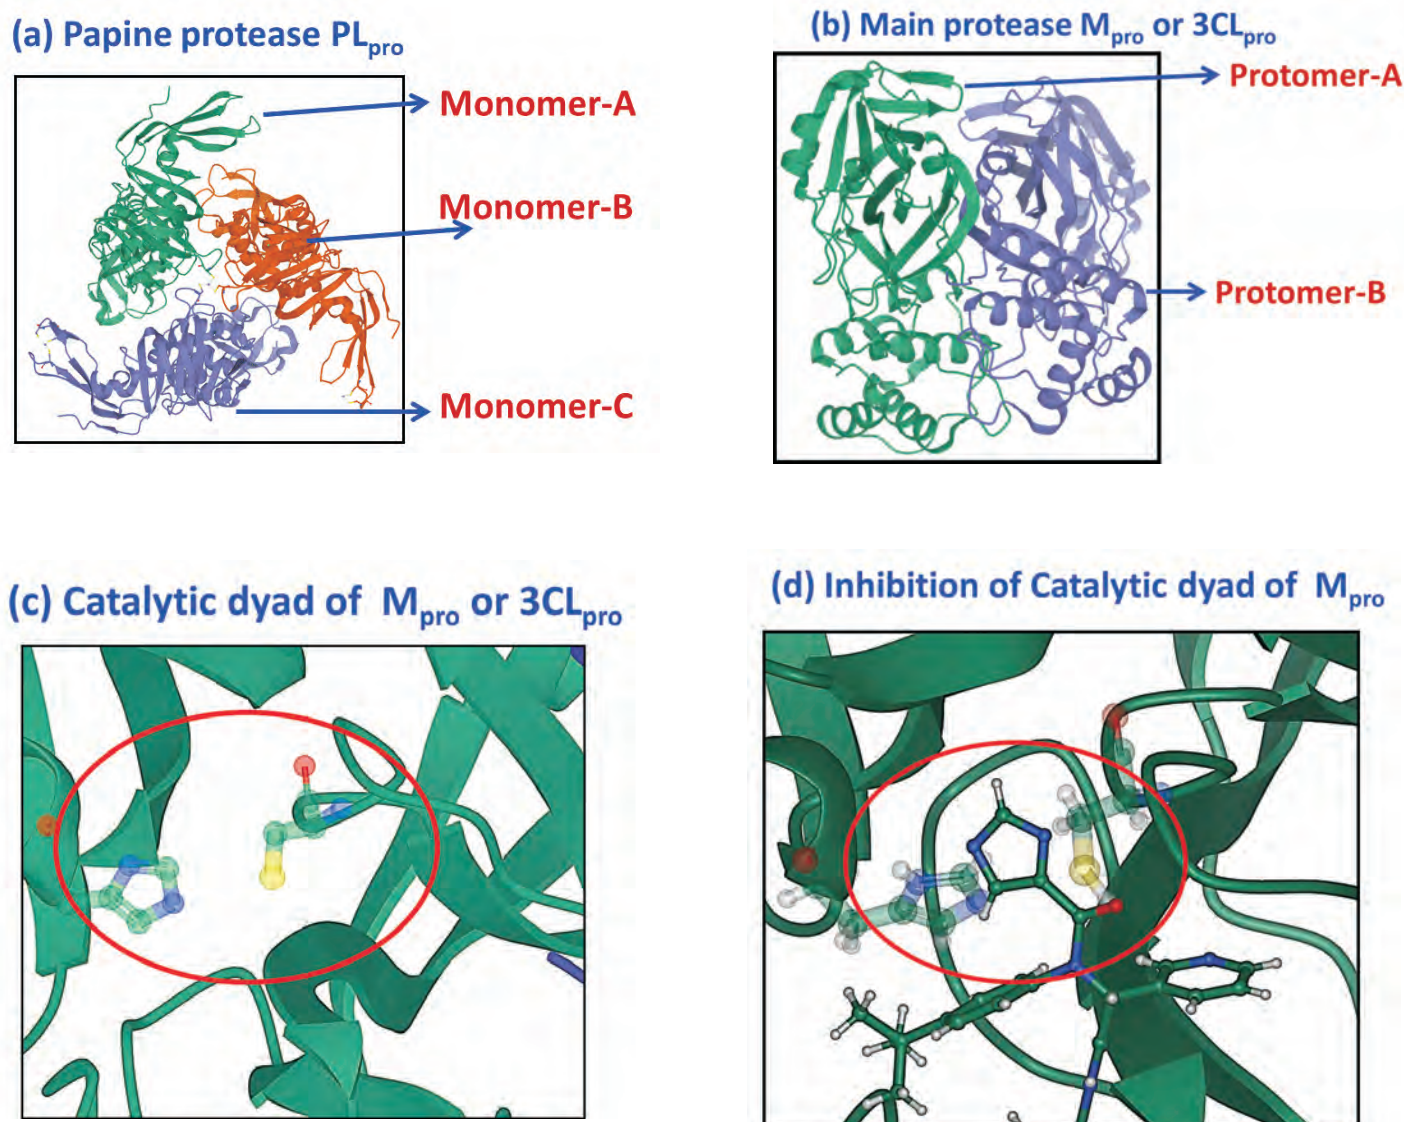 (a) Papine protease PLpro
Monomer-A
Monomer-B
Monomer-C
(b) Main protease Mpro or 3CLpro
Protomer-A
Protomer-B
(c) Catalytic dyad of Mpro or 3CLpro
(d) Inhibition of Catalytic dyad of Mpro